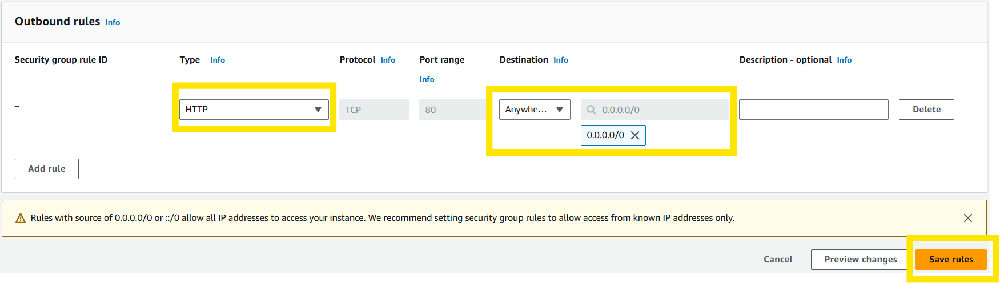 Outbound rules Info
Security group rule ID Type Info Protocol Info Port range Info Destination Info Description - optional Info
– HTTP TCP 80 Anywhe... 0.0.0.0/0 Delete
0.0.0.0/0
Add rule
Rules with source of 0.0.0.0/0 or ::/0 allow all IP addresses to access your instance. We recommend setting security group rules to allow access from known IP addresses only.
Cancel Preview changes Save rules